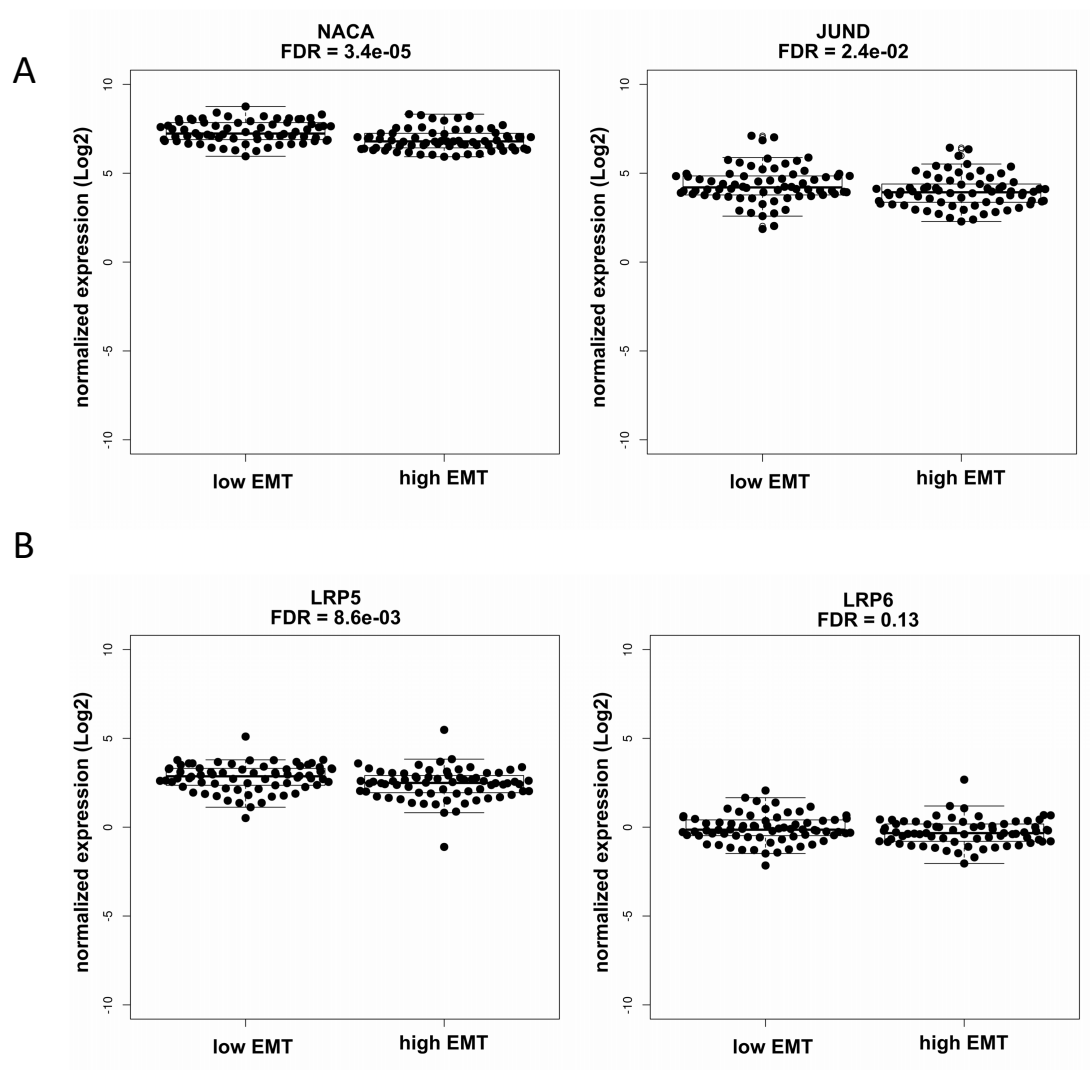 A
NACA
FDR = 3.4e-05
normalized expression (Log2)
10
5
0
-5
-10
low EMT
high EMT
JUND
FDR = 2.4e-02
normalized expression (Log2)
10
5
0
-5
-10
low EMT
high EMT
B
LRP5
FDR = 8.6e-03
normalized expression (Log2)
10
5
0
-5
-10
low EMT
high EMT
LRP6
FDR = 0.13
normalized expression (Log2)
10
5
0
-5
-10
low EMT
high EMT